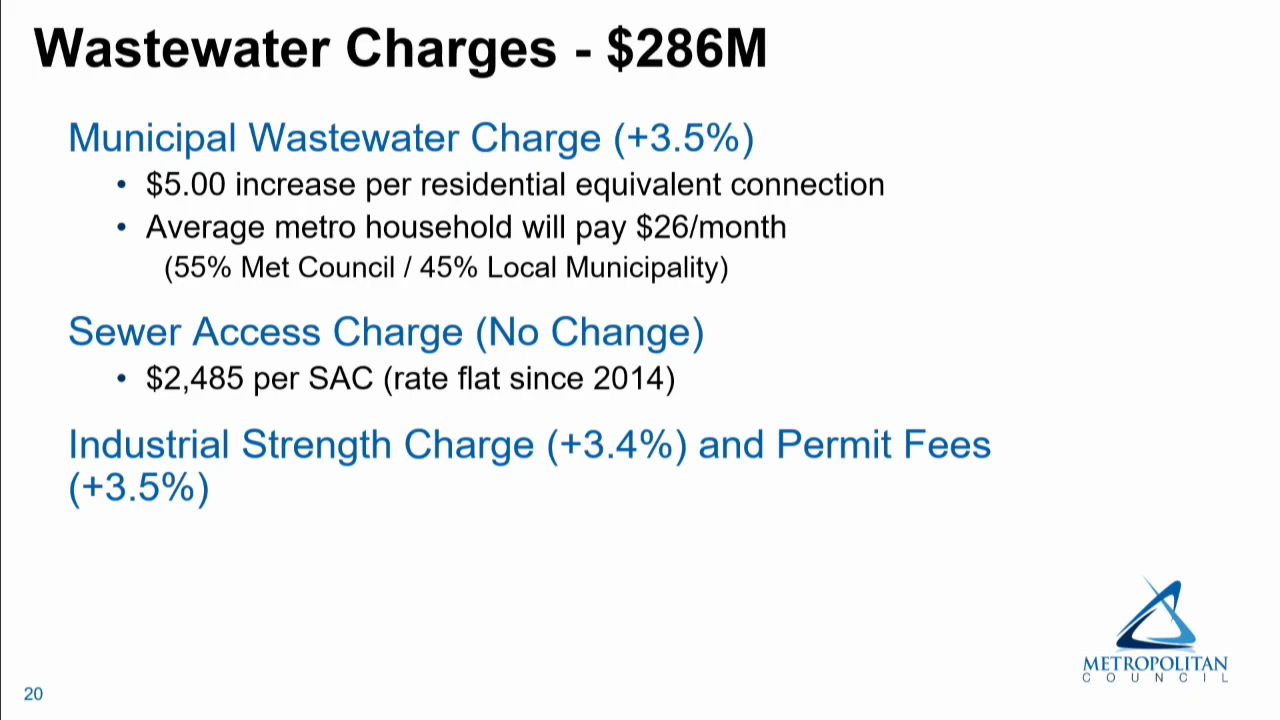 Wastewater Charges - $286M
Municipal Wastewater Charge (+3.5%)
• $5.00 increase per residential equivalent connection
• Average metro household will pay $26/month
(55% Met Council / 45% Local Municipality)
Sewer Access Charge (No Change)
• $2,485 per SAC (rate flat since 2014)
Industrial Strength Charge (+3.4%) and Permit Fees
(+3.5%)
METROPOLITAN
COUNCIL
20